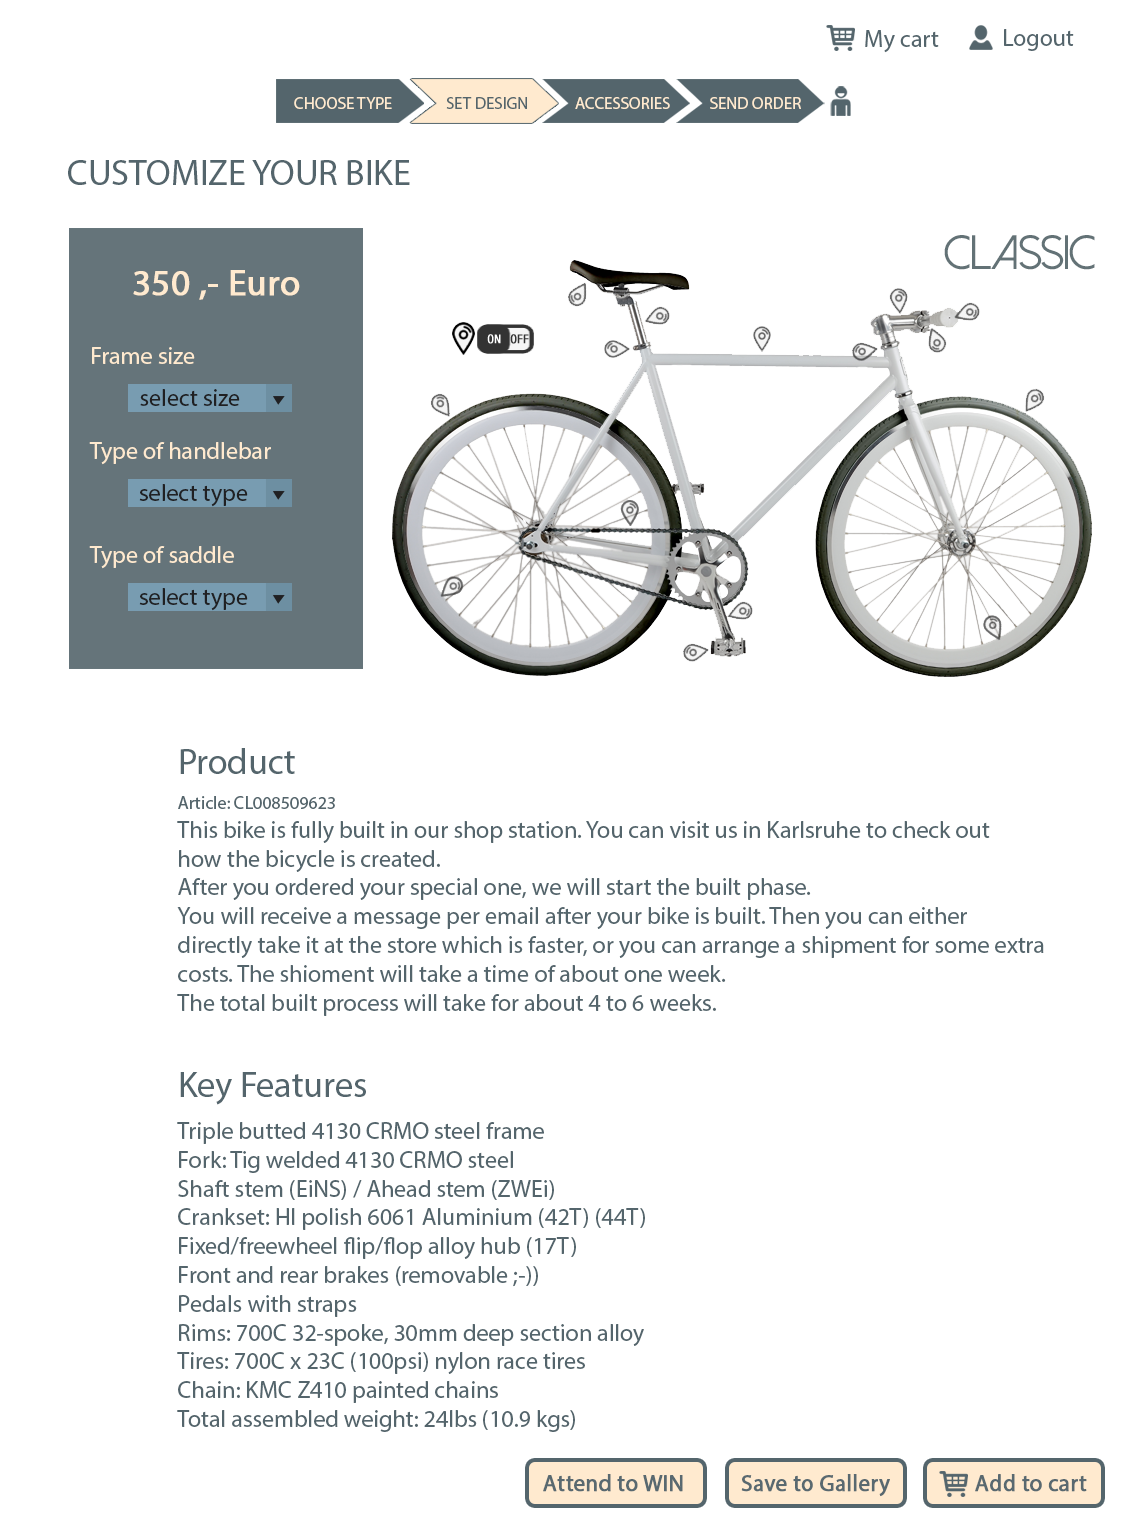 My cart
Logout
CHOOSE TYPE
SET DESIGN
ACCESSORIES
SEND ORDER
CUSTOMIZE YOUR BIKE
350 ,- Euro
Frame size
select size
Type of handlebar
select type
Type of saddle
select type
CLASSIC
ON
OFF
Product
Article: CL008509623
This bike is fully built in our shop station. You can visit us in Karlsruhe to check out
how the bicycle is created.
After you ordered your special one, we will start the built phase.
You will receive a message per email after your bike is built. Then you can either
directly take it at the store which is faster, or you can arrange a shipment for some extra
costs. The shioment will take a time of about one week.
The total built process will take for about 4 to 6 weeks.
Key Features
Triple butted 4130 CRMO steel frame
Fork: Tig welded 4130 CRMO steel
Shaft stem (EiNS) / Ahead stem (ZWEi)
Crankset: HI polish 6061 Aluminium (42T) (44T)
Fixed/freewheel flip/flop alloy hub (17T)
Front and rear brakes (removable ;-))
Pedals with straps
Rims: 700C 32-spoke, 30mm deep section alloy
Tires: 700C x 23C (100psi) nylon race tires
Chain: KMC Z410 painted chains
Total assembled weight: 24lbs (10.9 kgs)
Attend to WIN
Save to Gallery
Add to cart